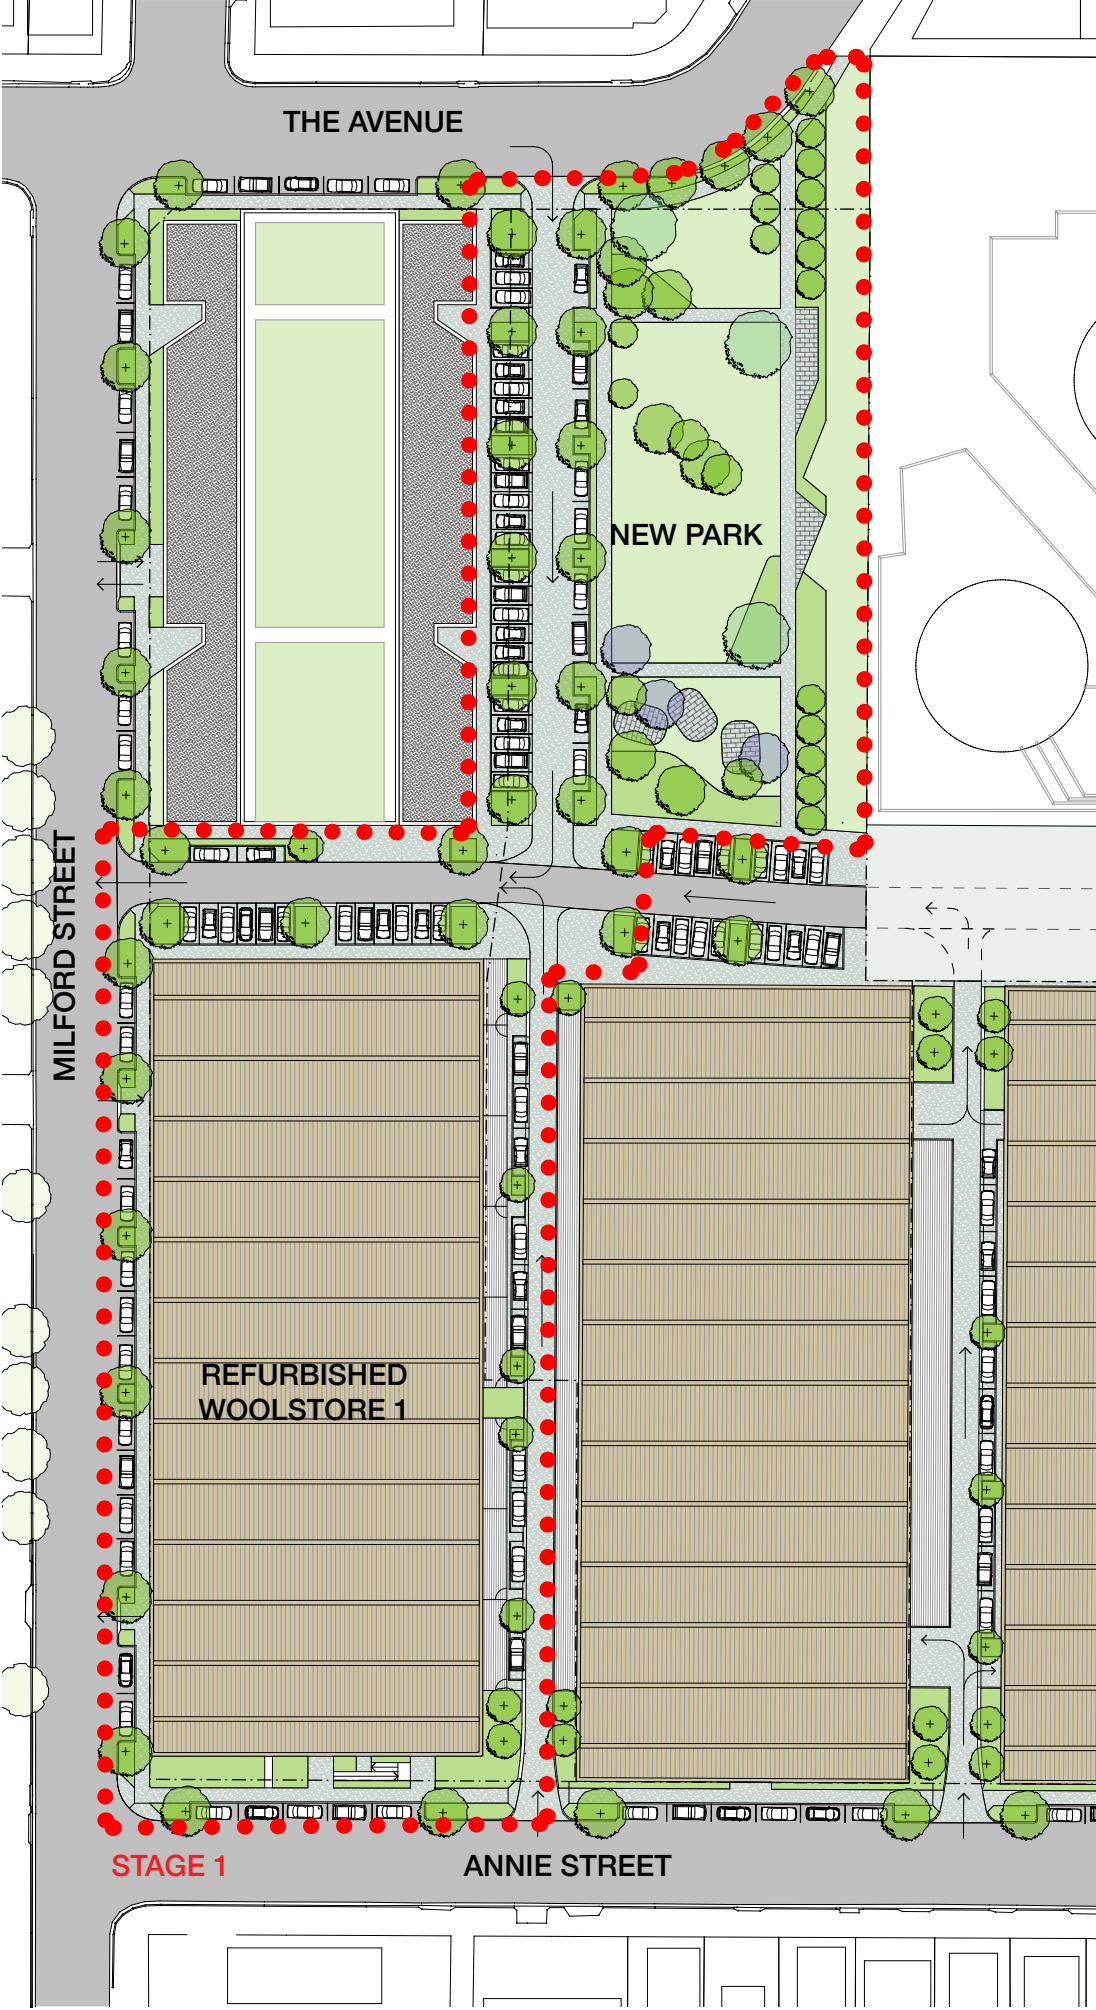 THE AVENUE
NEW PARK
MILFORD STREET
REFURBISHED
WOOLSTORE 1
STAGE 1
ANNIE STREET